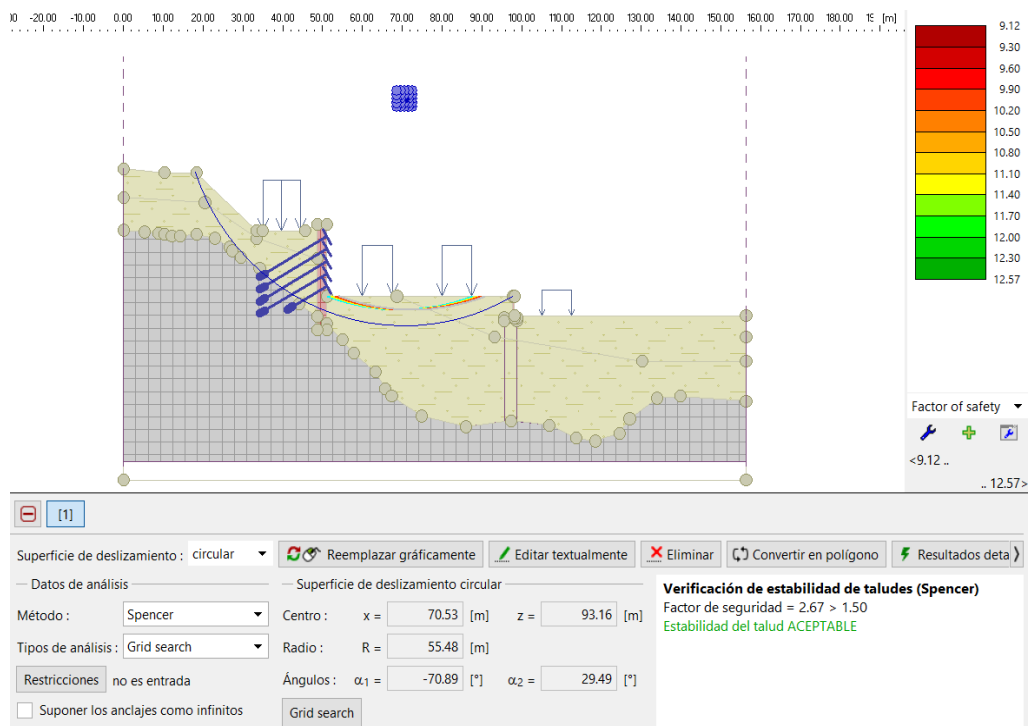 00 -20.00 -10.00 0.00 10.00 20.00 30.00 40.00 50.00 60.00 70.00 80.00 90.00 100.00 110.00 120.00 130.00 140.00 150.00 160.00 170.00 180.00 [m]
9.12
9.30
9.60
9.90
10.20
10.50
10.80
11.10
11.40
11.70
12.00
12.30
12.57
Factor of safety
<9.12 ..
.. 12.57>
[1]
Superficie de deslizamiento : circular Reemplazar gráficamente Editar textualmente Eliminar Convertir en polígono Resultados deta
Datos de análisis
Método : Spencer
Tipos de análisis : Grid search
Restricciones no es entrada
Suponer los anclajes como infinitos
Superficie de deslizamiento circular
Centro : x = 70.53 [m] z = 93.16 [m]
Radio : R = 55.48 [m]
Ángulos : α1 = -70.89 [°] α2 = 29.49 [°]
Grid search
Verificación de estabilidad de taludes (Spencer)
Factor de seguridad = 2.67 > 1.50
Estabilidad del talud ACEPTABLE